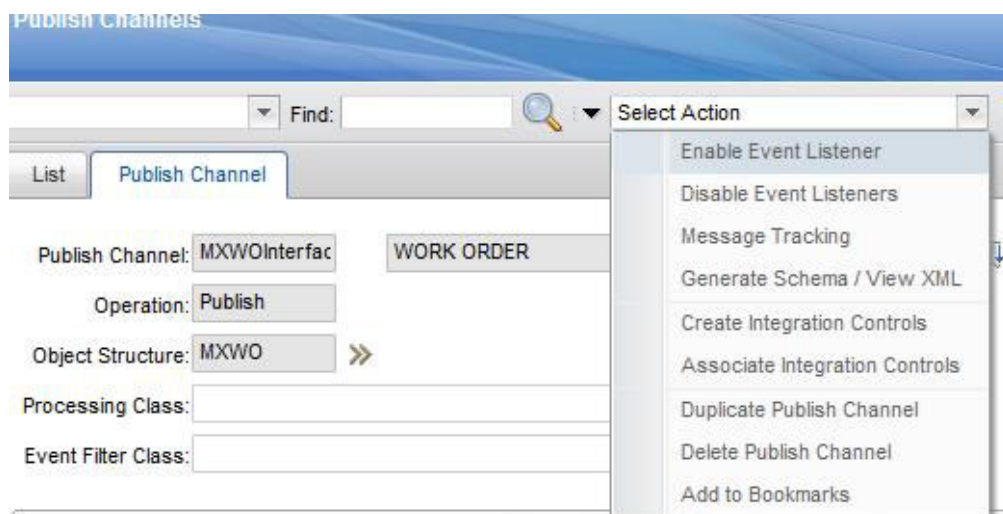 Publish Channels
Find:
Select Action
Enable Event Listener
Disable Event Listeners
Message Tracking
Generate Schema / View XML
Create Integration Controls
Associate Integration Controls
Duplicate Publish Channel
Delete Publish Channel
Add to Bookmarks
List
Publish Channel
Publish Channel: MXWOInterfac WORK ORDER
Operation: Publish
Object Structure: MXWO
Processing Class:
Event Filter Class: